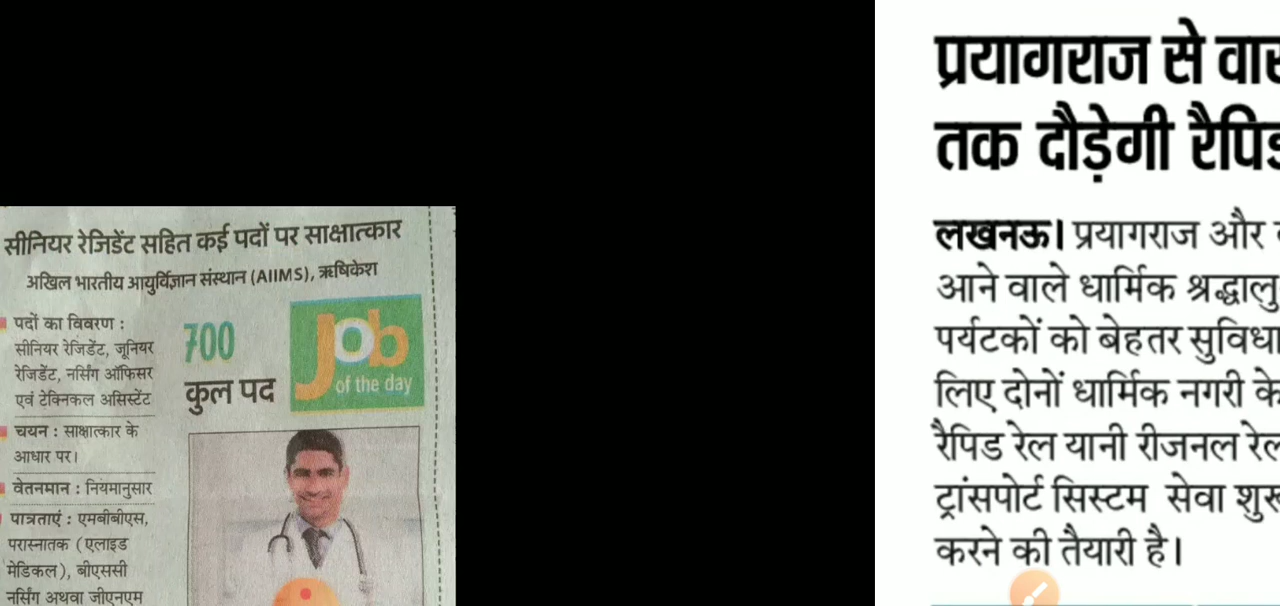 सीनियर रेजिडेंट सहित कई पदों पर साक्षात्कार
अखिल भारतीय आयुर्विज्ञान संस्थान (AIIMS), ऋषिकेश
पदों का विवरण :
सीनियर रेजिडेंट, जूनियर
रेजिडेंट, नर्सिंग ऑफिसर
एवं टेक्निकल असिस्टेंट
चयन : साक्षात्कार के
आधार पर।
वेतनमान : नियमानुसार
पात्रताएं : एमबीबीएस,
परास्नातक (एलाइड
मेडिकल), बीएससी
नर्सिंग अथवा जीएनएम
700
कुल पद
Job
of the day
प्रयागराज से
तक दौड़ेगी
लखनऊ। प्रयागराज और
आने वाले धार्मिक
पर्यटकों को बेहतर सुविधा
लिए दोनों धार्मिक नगरी के
रैपिड रेल यानी रीजनल रेल
ट्रांसपोर्ट सिस्टम सेवा
करने की तैयारी है।